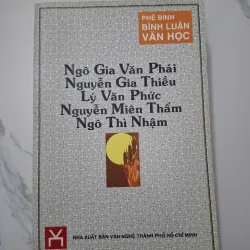 PHÊ BÌNH
BÌNH LUẬN
VĂN HỌC
Ngô Gia Văn Phái
Nguyễn Gia Thiều
Lý Văn Phức
Nguyễn Miên Thẩm
Ngô Thì Nhậm
NHÀ XUẤT BẢN VĂN NGHỆ THÀNH PHỐ HỒ CHÍ MINH